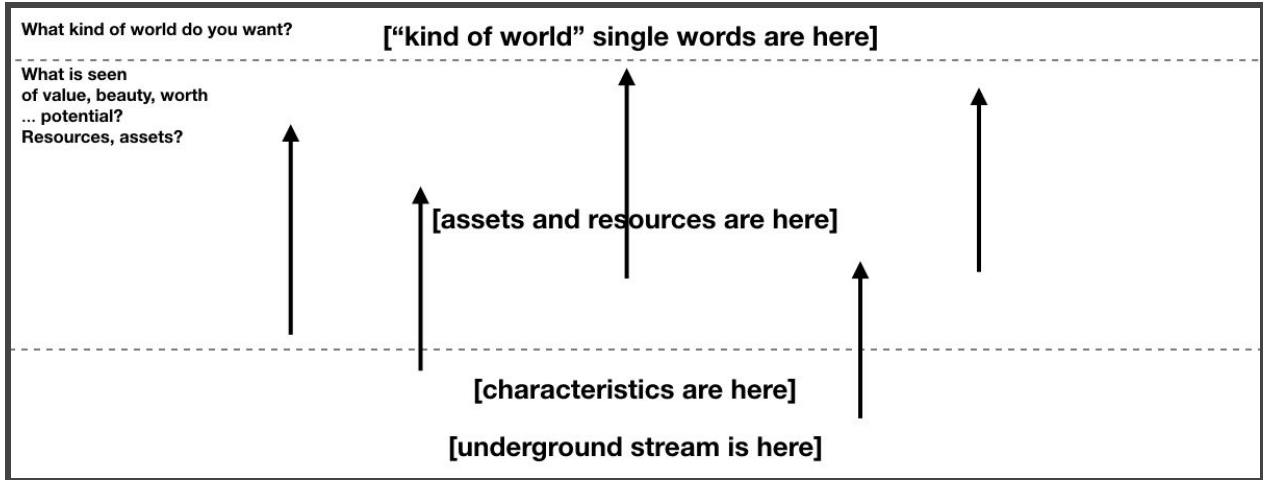 What kind of world do you want?
[“kind of world” single words are here]
What is seen
of value, beauty, worth
... potential?
Resources, assets?
[assets and resources are here]
[characteristics are here]
[underground stream is here]